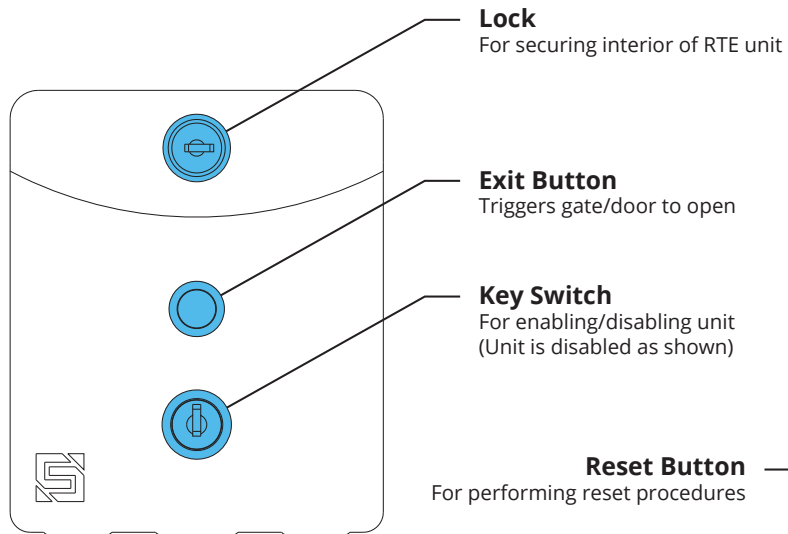 Lock
For securing interior of RTE unit
Exit Button
Triggers gate/door to open
Key Switch
For enabling/disabling unit
(Unit is disabled as shown)
Reset Button
For performing reset procedures